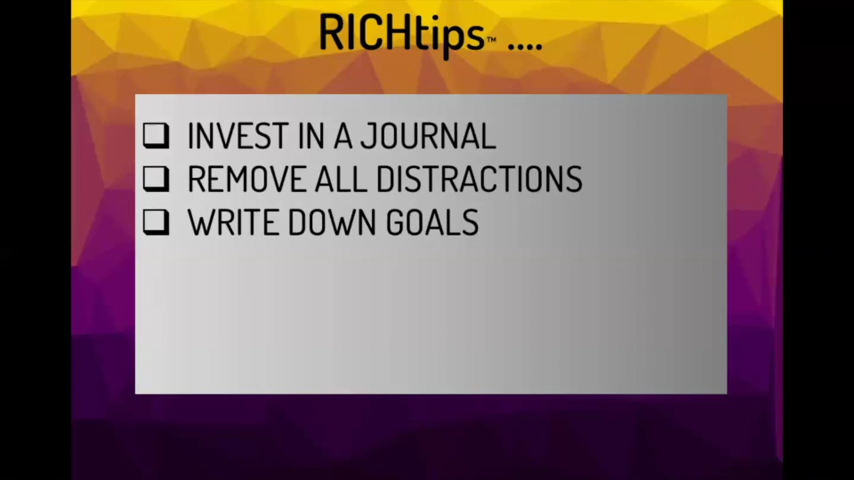 RICHtips™ ....
❑ INVEST IN A JOURNAL
❑ REMOVE ALL DISTRACTIONS
❑ WRITE DOWN GOALS